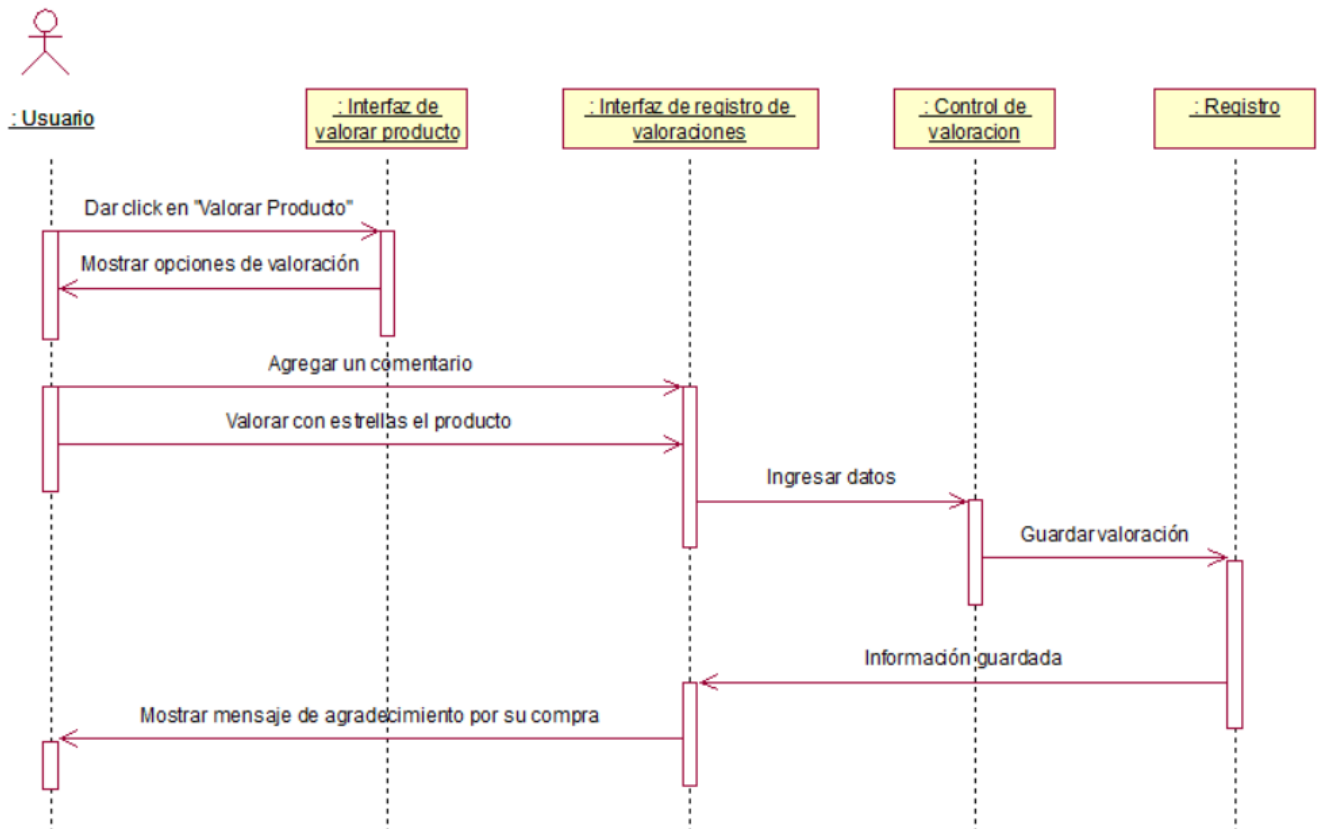 : Usuario
: Interfaz de
valorar producto
: Interfaz de registro de
valoraciones
: Control de
valoracion
: Registro
Dar click en "Valorar Producto"
Mostrar opciones de valoración
Agregar un comentario
Valorar con estrellas el producto
Ingresar datos
Guardar valoración
Información guardada
Mostrar mensaje de agradecimiento por su compra